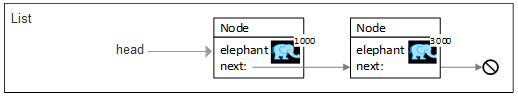 List
Node
Node
head
elephant 1000
elephant 3000
next:
next: